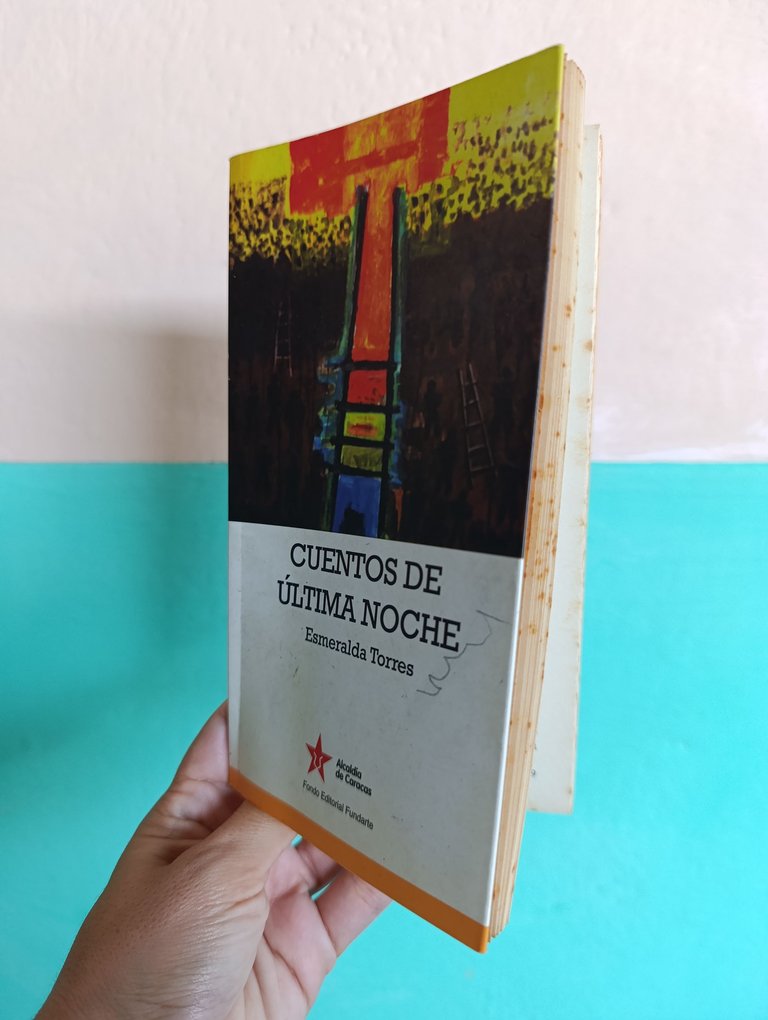 CUENTOS DE
ÚLTIMA NOCHE
Esmeralda Torres
Alcaldía
de Caracas
Fondo Editorial Fundarte